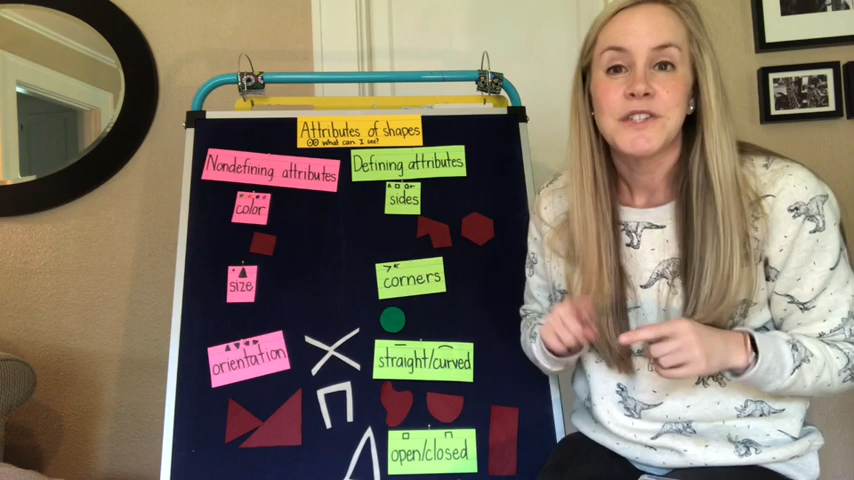 Attributes of shapes
what can I see?
Nondefining attributes
Defining attributes
color
sides
size
corners
orientation
straight/curved
open/closed